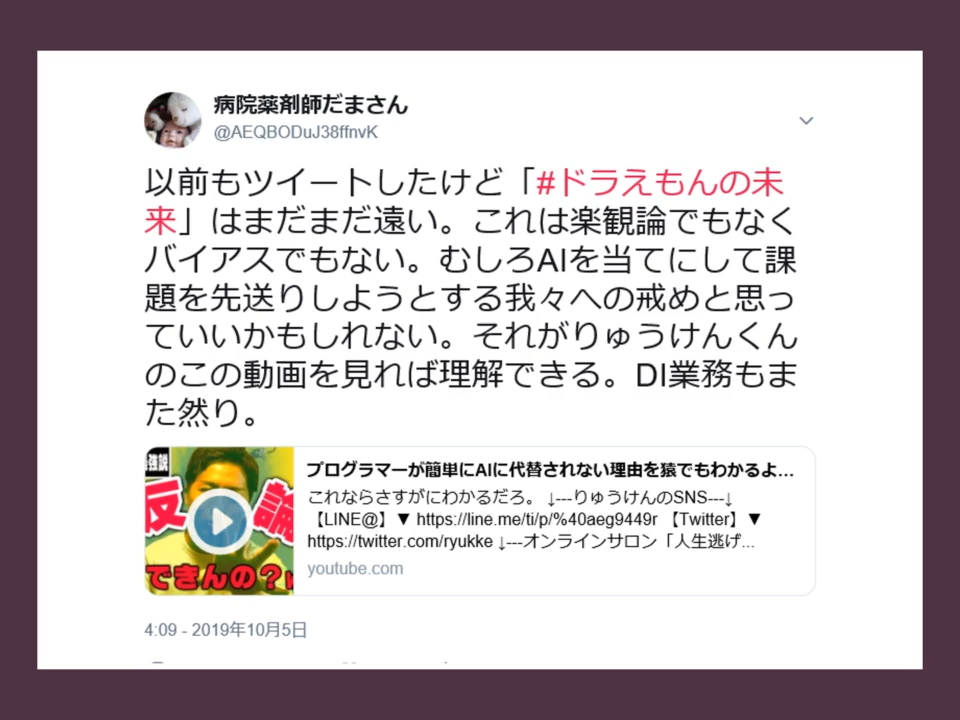 病院薬剤師だまさん
@AEQBODuJ38ffnvK
以前もツイートしたけど「#ドラえもんの未
来」はまだまだ遠い。これは楽観論でもなく
バイアスでもない。むしろAIを当てにして課
題を先送りしようとする我々への戒めと思っ
ていいかもしれない。それがりゅうけんくん
のこの動画を見れば理解できる。DI業務もま
た然り。
強説
反論
できんの?
プログラマーが簡単にAIに代替されない理由を猿でもわかるよ...
これならさすがにわかるだろ。 ↓---りゅうけんのSNS---↓
【LINE@】▼ https://line.me/ti/p/%40aeg9449r 【Twitter】▼
https://twitter.com/ryukke ↓---オンラインサロン「人生逃げ...
youtube.com
4:09 - 2019年10月5日